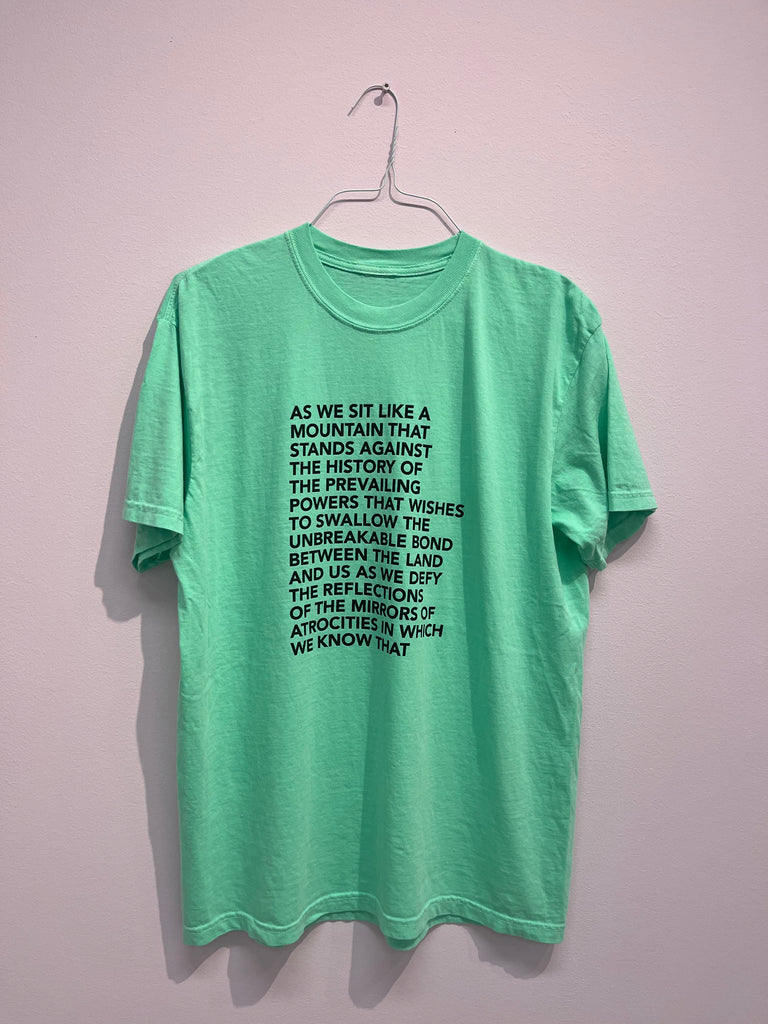 AS WE SIT LIKE A
MOUNTAIN THAT
STANDS AGAINST
THE HISTORY OF
THE PREVAILING
POWERS THAT WISHES
TO SWALLOW THE
UNBREAKABLE BOND
BETWEEN THE LAND
AND US AS WE DEFY
THE REFLECTIONS
OF THE MIRRORS OF
ATROCITIES IN WHICH
WE KNOW THAT